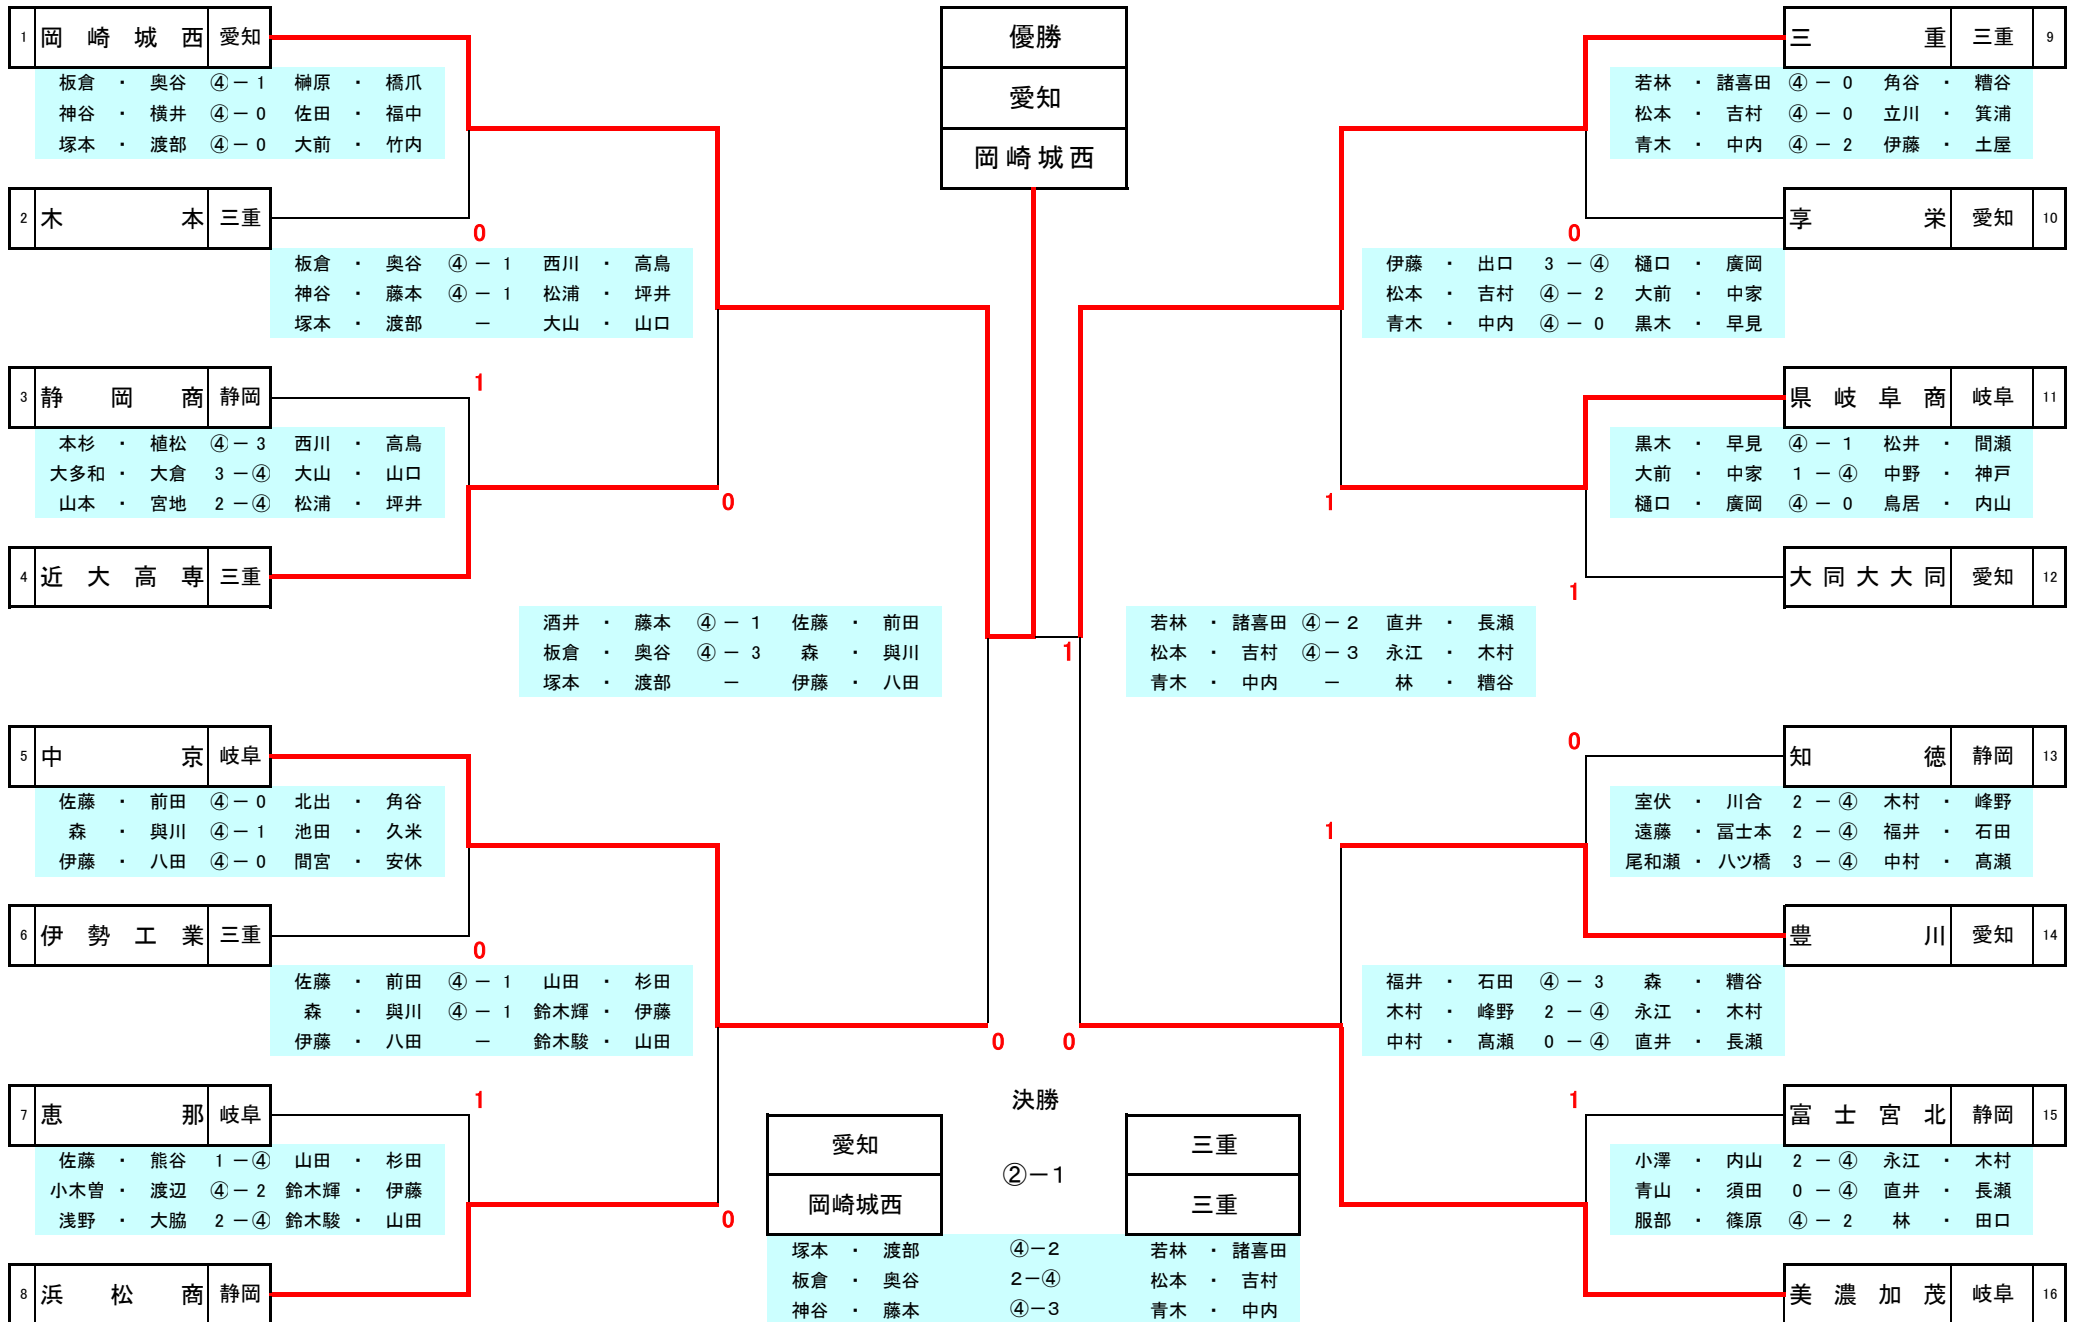 優勝
愛知
岡崎城西
1 岡崎城西 愛知
板倉 ・ 奥谷 ④－1 榊原 ・ 橋爪
神谷 ・ 横井 ④－0 佐田 ・ 福中
塚本 ・ 渡部 ④－0 大前 ・ 竹内
2 木本 三重
0
板倉 ・ 奥谷 ④－1 西川 ・ 高鳥
神谷 ・ 藤本 ④－1 松浦 ・ 坪井
塚本 ・ 渡部 － 大山 ・ 山口
1
3 静岡商 静岡
本杉 ・ 植松 ④－3 西川 ・ 高鳥
大多和 ・ 大倉 3－④ 大山 ・ 山口
山本 ・ 宮地 2－④ 松浦 ・ 坪井
0
4 近大高専 三重
酒井 ・ 藤本 ④－1 佐藤 ・ 前田
板倉 ・ 奥谷 ④－3 森 ・ 與川
塚本 ・ 渡部 － 伊藤 ・ 八田
5 中京 岐阜
佐藤 ・ 前田 ④－0 北出 ・ 角谷
森 ・ 與川 ④－1 池田 ・ 久米
伊藤 ・ 八田 ④－0 間宮 ・ 安休
6 伊勢工業 三重
0
佐藤 ・ 前田 ④－1 山田 ・ 杉田
森 ・ 與川 ④－1 鈴木輝 ・ 伊藤
伊藤 ・ 八田 － 鈴木駿 ・ 山田
0
1
7 恵那 岐阜
佐藤 ・ 熊谷 1－④ 山田 ・ 杉田
小木曽 ・ 渡辺 ④－2 鈴木輝 ・ 伊藤
浅野 ・ 大脇 2－④ 鈴木駿 ・ 山田
0
8 浜松商 静岡
三重 三重 9
若林 ・ 諸喜田 ④－0 角谷 ・ 糟谷
松本 ・ 吉村 ④－0 立川 ・ 箕浦
青木 ・ 中内 ④－2 伊藤 ・ 土屋
享栄 愛知 10
0
伊藤 ・ 出口 3－④ 樋口 ・ 廣岡
松本 ・ 吉村 ④－2 大前 ・ 中家
青木 ・ 中内 ④－0 黒木 ・ 早見
県岐阜商 岐阜 11
黒木 ・ 早見 ④－1 松井 ・ 間瀬
大前 ・ 中家 1－④ 中野 ・ 神戸
樋口 ・ 廣岡 ④－0 鳥居 ・ 内山
1
大同大大同 愛知 12
1
若林 ・ 諸喜田 ④－2 直井 ・ 長瀬
松本 ・ 吉村 ④－3 永江 ・ 木村
青木 ・ 中内 － 林 ・ 糟谷
1
0
知徳 静岡 13
室伏 ・ 川合 2－④ 木村 ・ 峰野
遠藤 ・ 冨士本 2－④ 福井 ・ 石田
尾和瀬 ・ 八ツ橋 3－④ 中村 ・ 髙瀬
1
豊川 愛知 14
福井 ・ 石田 ④－3 森 ・ 糟谷
木村 ・ 峰野 2－④ 永江 ・ 木村
中村 ・ 髙瀬 0－④ 直井 ・ 長瀬
0
1
富士宮北 静岡 15
小澤 ・ 内山 2－④ 永江 ・ 木村
青山 ・ 須田 0－④ 直井 ・ 長瀬
服部 ・ 篠原 ④－2 林 ・ 田口
美濃加茂 岐阜 16
決勝
愛知 三重
②－1
岡崎城西 三重
塚本 ・ 渡部 ④－2 若林 ・ 諸喜田
板倉 ・ 奥谷 2－④ 松本 ・ 吉村
神谷 ・ 藤本 ④－3 青木 ・ 中内